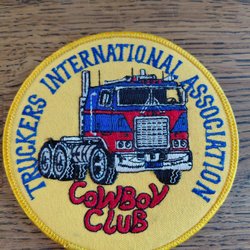 TRUCKERS INTERNATIONAL ASSOCIATION
COWBOY
CLUB